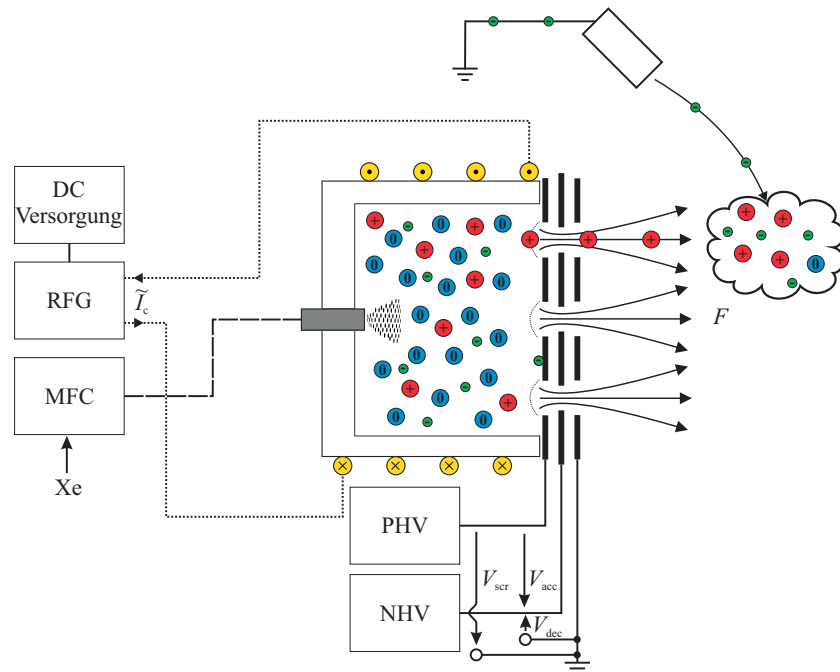 DC
Versorgung
RFG
Ĩc
MFC
Xe
F
PHV
NHV
Vscr
Vacc
Vdec